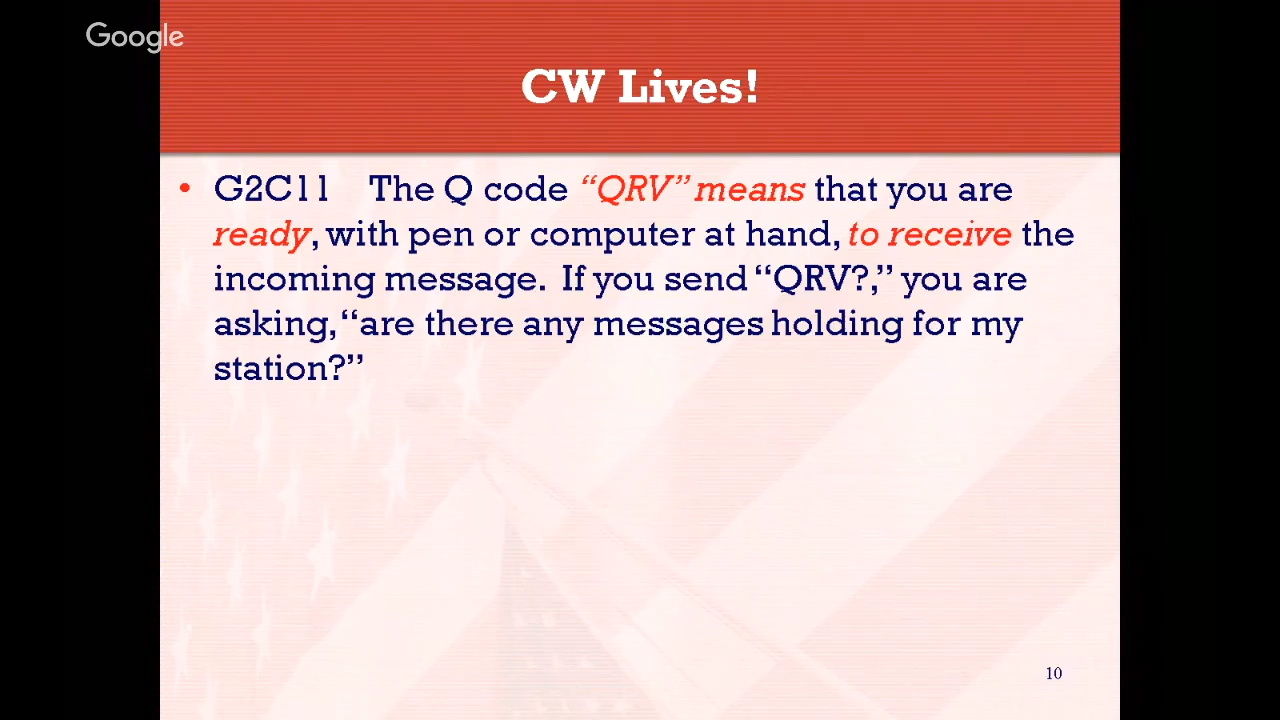 Google
CW Lives!
• G2C11 The Q code “QRV” means that you are
ready, with pen or computer at hand, to receive the
incoming message. If you send “QRV?,” you are
asking, “are there any messages holding for my
station?”
10